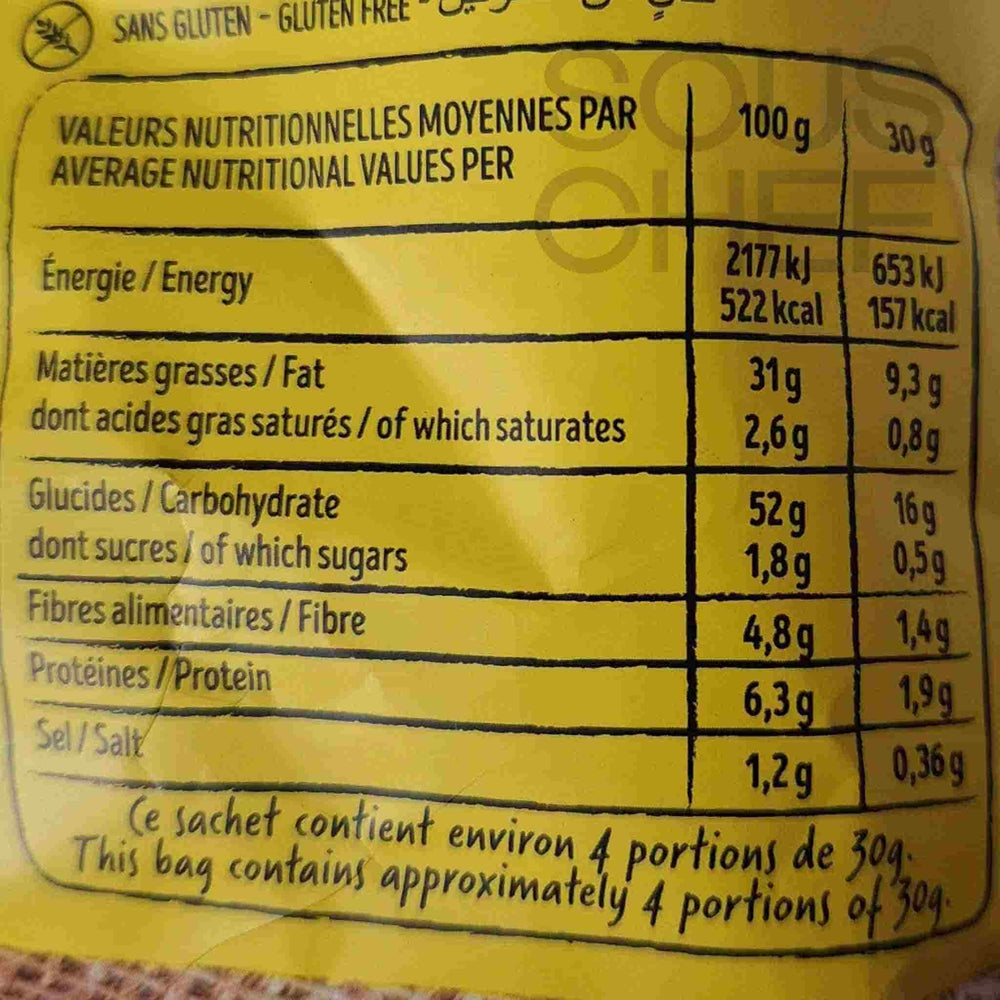 SANS GLUTEN - GLUTEN FREE
SOUS
CHEF
VALEURS NUTRITIONNELLES MOYENNES PAR 100 g 30 g
AVERAGE NUTRITIONAL VALUES PER
Énergie / Energy 2177 kJ 653 kJ
522 kcal 157 kcal
Matières grasses / Fat 31 g 9,3 g
dont acides gras saturés / of which saturates 2,6 g 0,8 g
Glucides / Carbohydrate 52 g 16 g
dont sucres / of which sugars 1,8 g 0,5 g
Fibres alimentaires / Fibre 4,8 g 1,4 g
Protéines / Protein 6,3 g 1,9 g
Sel / Salt 1,2 g 0,36 g
Ce sachet contient environ 4 portions de 30g.
This bag contains approximately 4 portions of 30g.